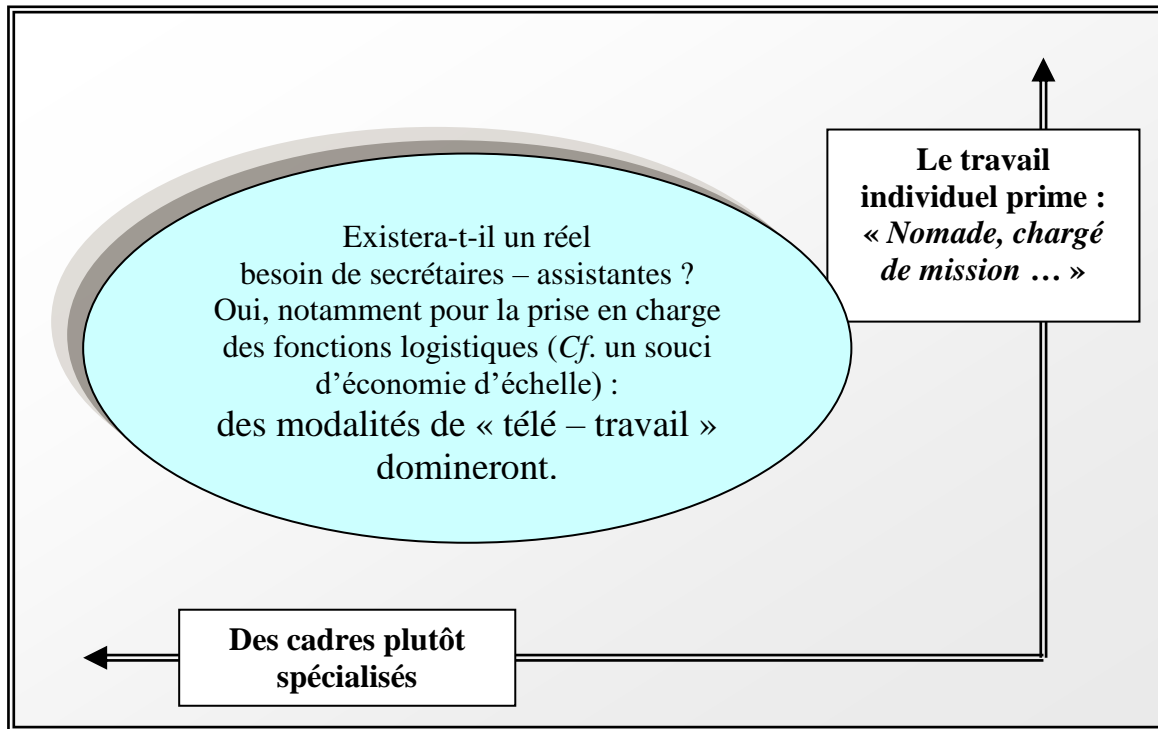 Le travail
individuel prime :
« Nomade, chargé
de mission … »
Existera-t-il un réel
besoin de secrétaires – assistantes ?
Oui, notamment pour la prise en charge
des fonctions logistiques (Cf. un souci
d’économie d’échelle) :
des modalités de « télé – travail »
domineront.
Des cadres plutôt
spécialisés